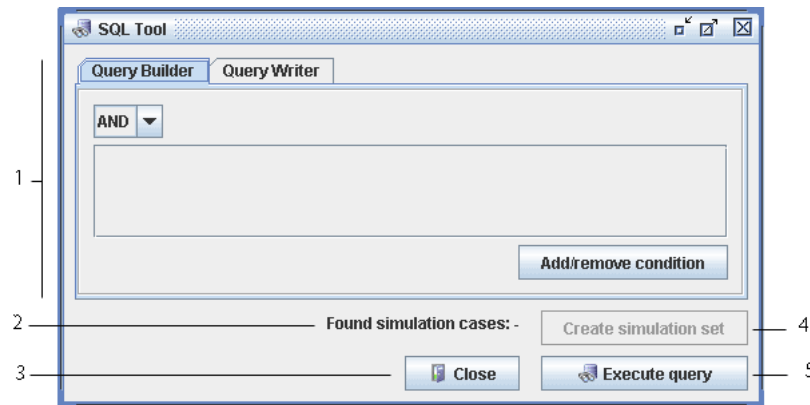 SQL Tool
Query Builder Query Writer
AND
1
Add/remove condition
2 Found simulation cases: - Create simulation set 4
3 Close Execute query 5